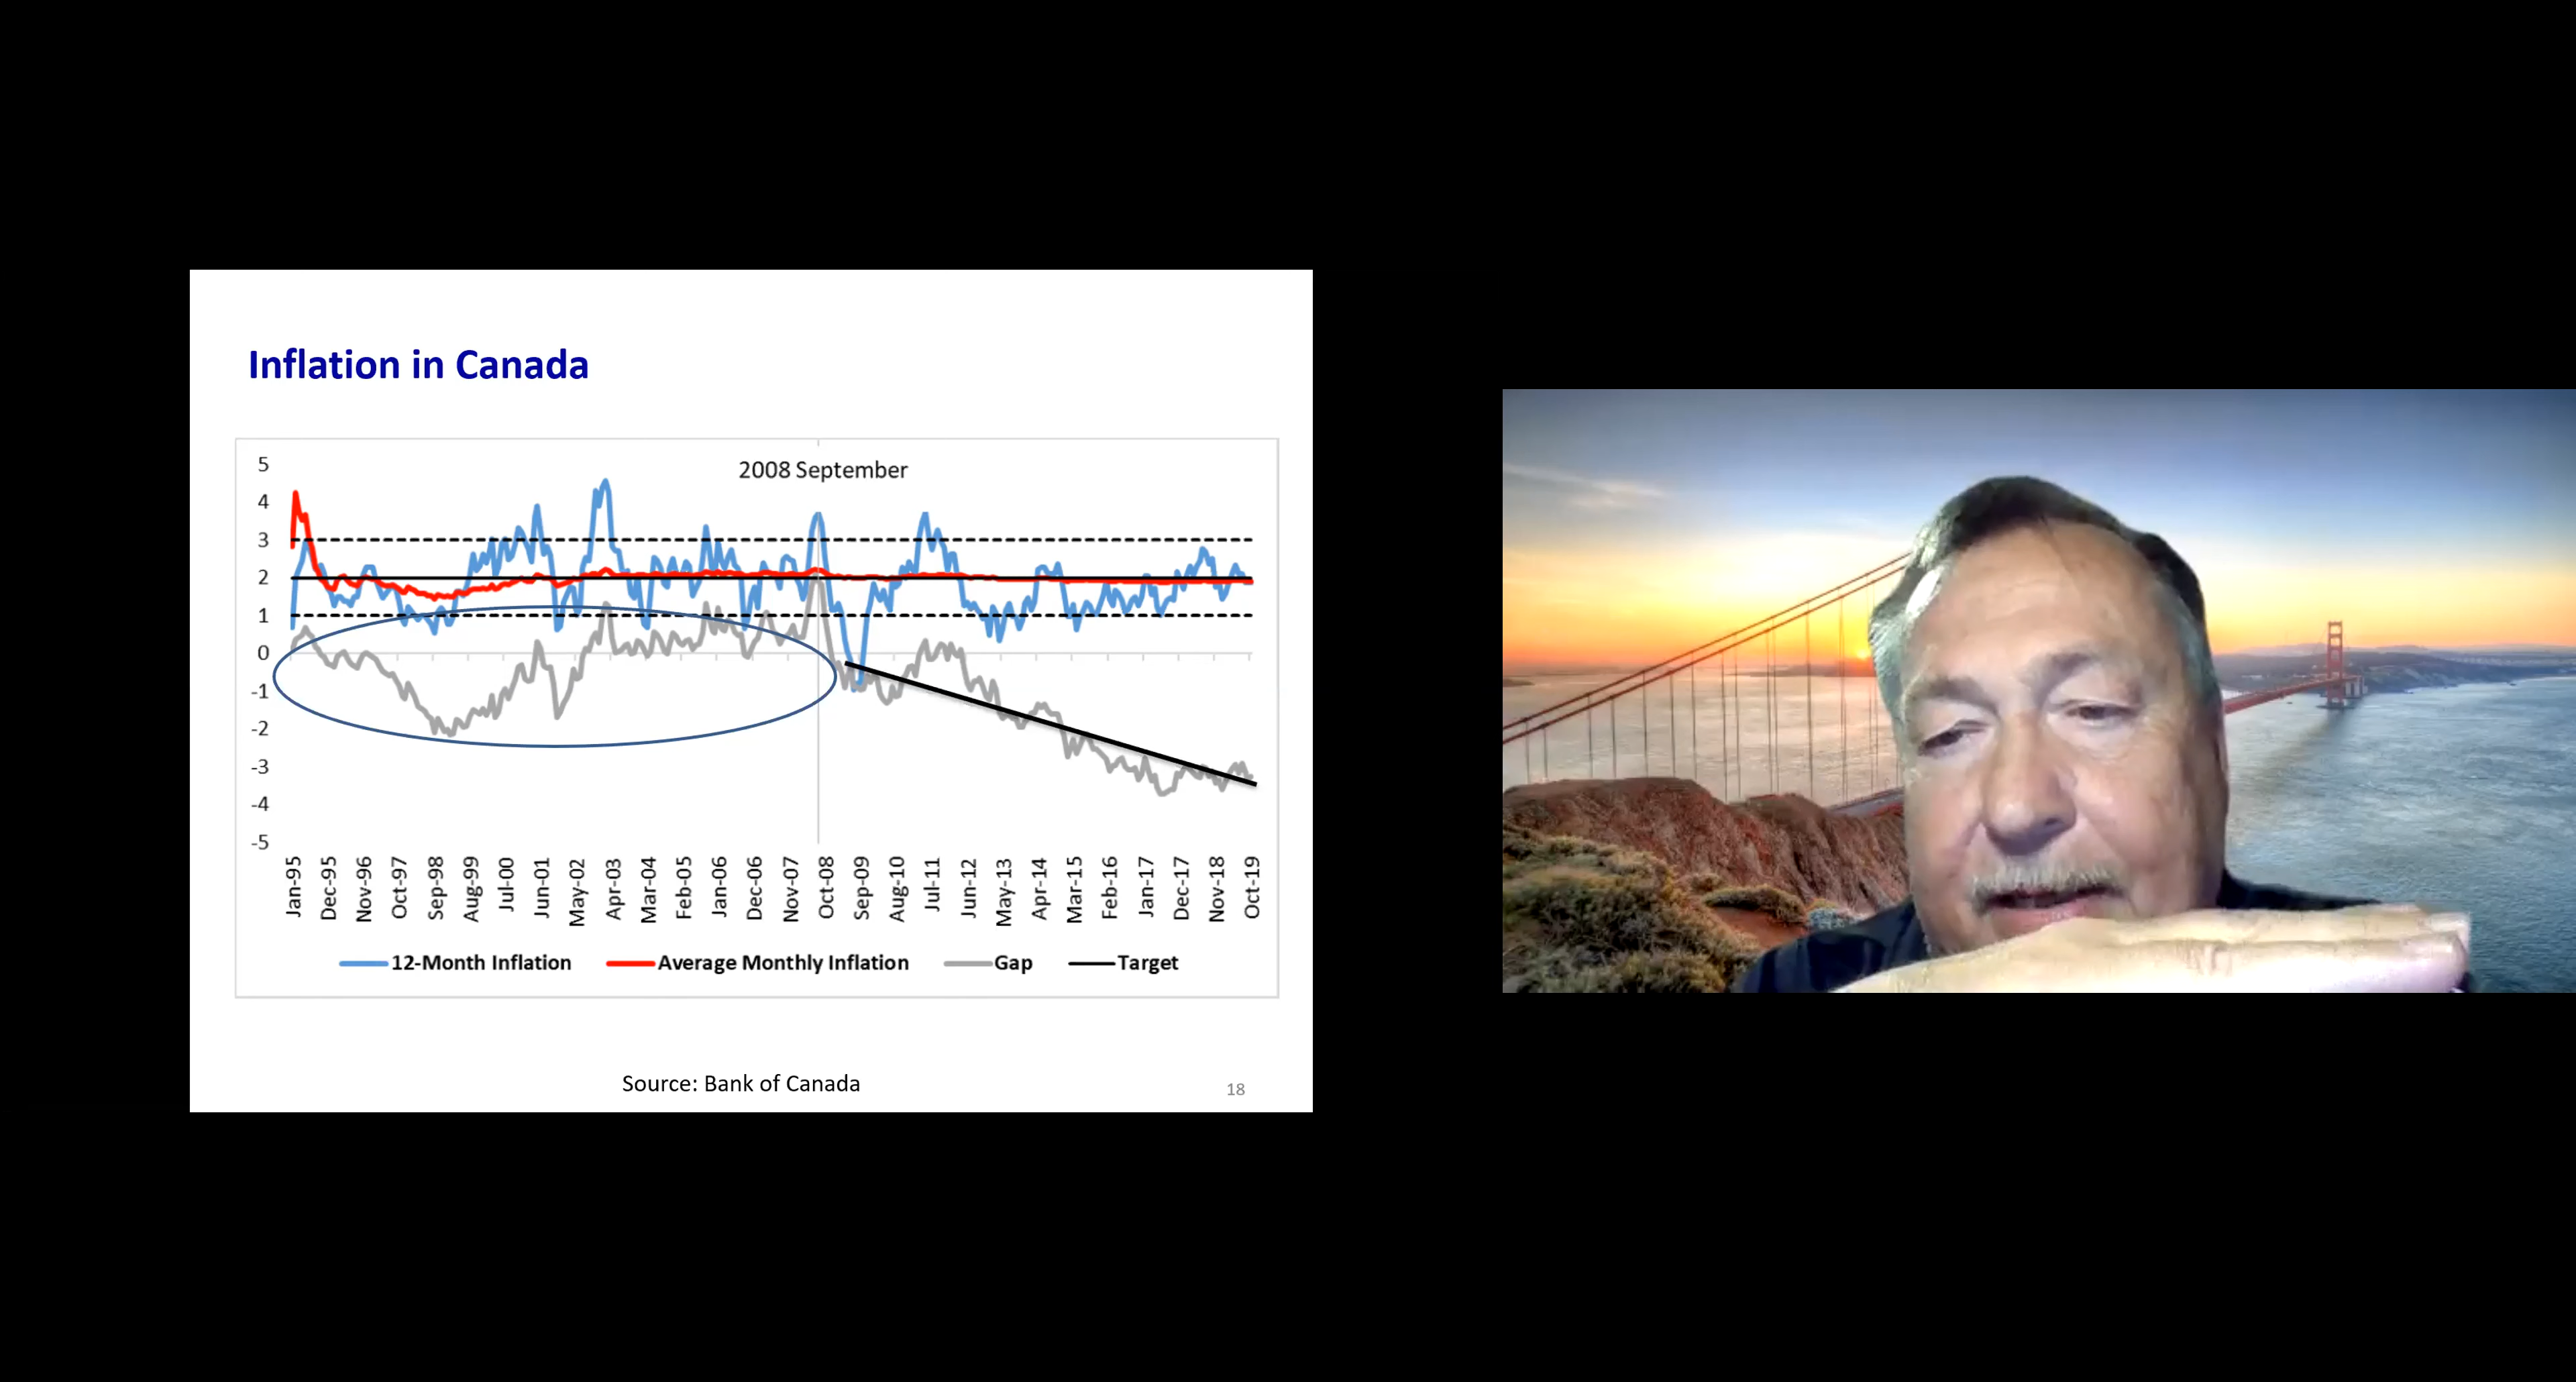 Inflation in Canada
2008 September
5
4
3
2
1
0
-1
-2
-3
-4
-5
Jan-95
Dec-95
Nov-96
Oct-97
Sep-98
Aug-99
Jul-00
Jun-01
May-02
Apr-03
Mar-04
Feb-05
Jan-06
Dec-06
Nov-07
Oct-08
Sep-09
Aug-10
Jul-11
Jun-12
May-13
Apr-14
Mar-15
Feb-16
Jan-17
Dec-17
Nov-18
Oct-19
12-Month Inflation Average Monthly Inflation Gap Target
Source: Bank of Canada
18